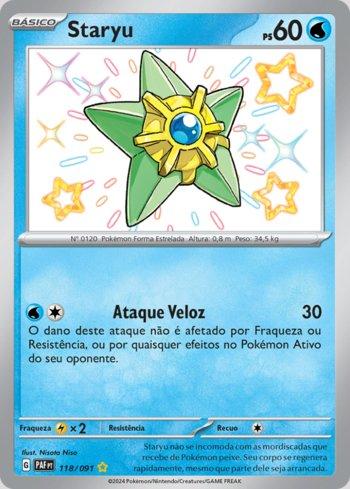 BÁSICO Staryu PS60
Nº 0120 Pokémon Forma Estrelada Altura: 0,8 m Peso: 34,5 kg
Ataque Veloz 30
O dano deste ataque não é afetado por Fraqueza ou
Resistência, ou por quaisquer efeitos no Pokémon Ativo
do seu oponente.
Fraqueza ×2 Resistência Recuo
Ilust. Nisota Niso
G PAF PT 118/091
Staryu não se incomoda com as mordiscadas
que recebe de Pokémon peixe. Seu corpo se regenera
rapidamente, mesmo que parte dele seja arrancada.
©2024 Pokémon/Nintendo/Creatures/GAME FREAK